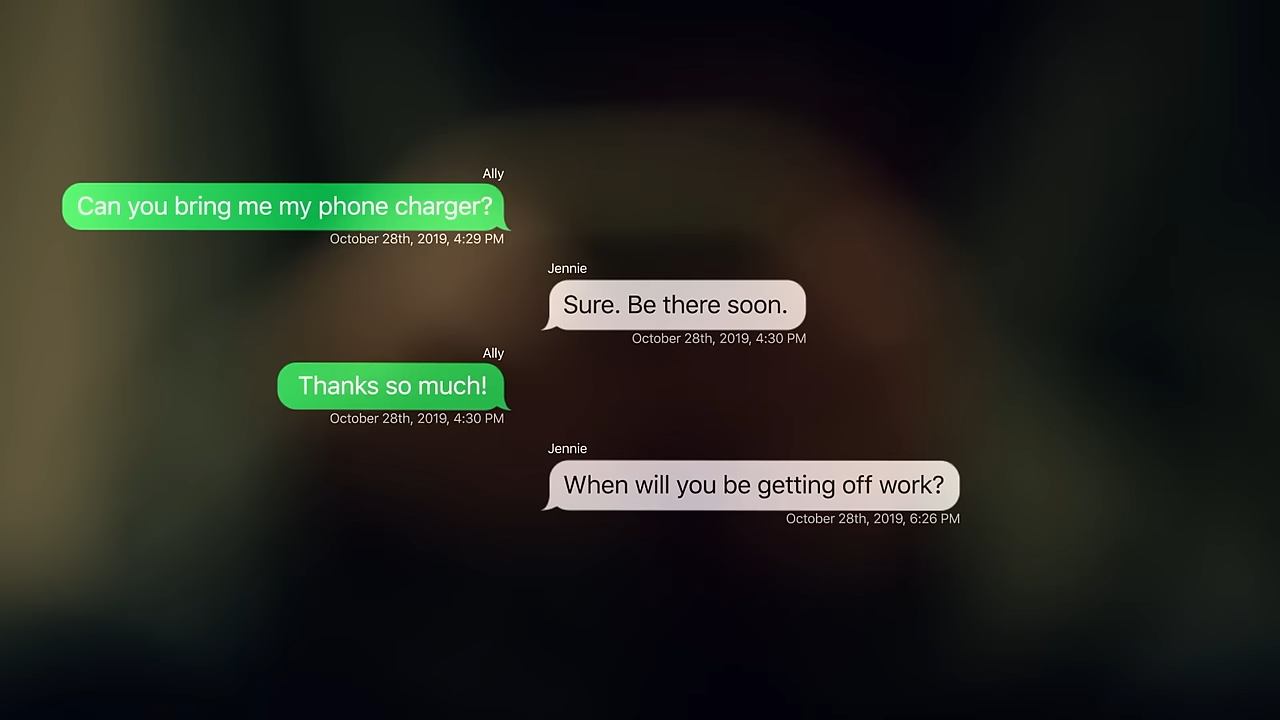 Ally
Can you bring me my phone charger?
October 28th, 2019, 4:29 PM
Jennie
Sure. Be there soon.
October 28th, 2019, 4:30 PM
Ally
Thanks so much!
October 28th, 2019, 4:30 PM
Jennie
When will you be getting off work?
October 28th, 2019, 6:26 PM